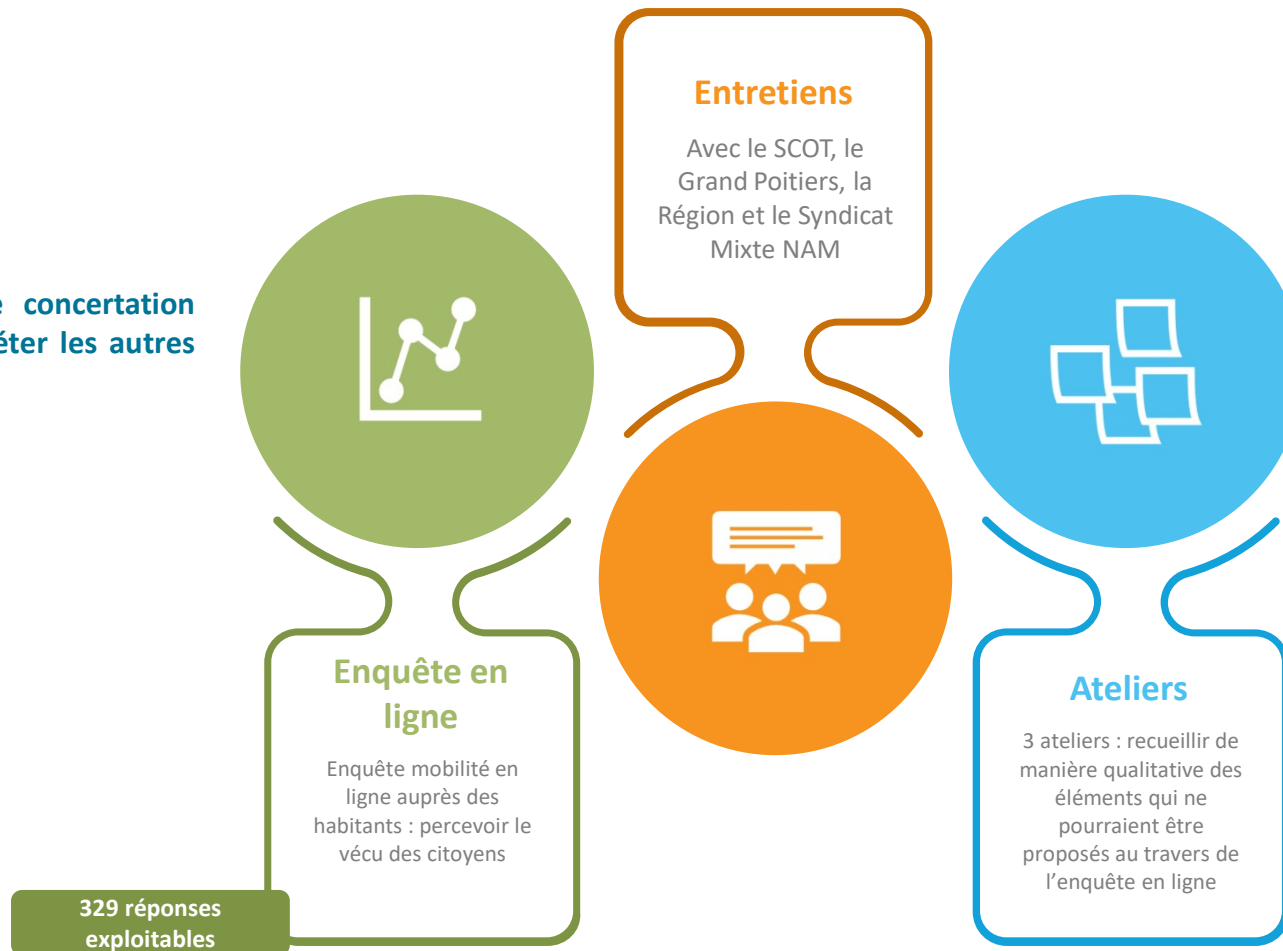 concertation
les autres
Entretiens
Avec le SCOT, le
Grand Poitiers, la
Région et le Syndicat
Mixte NAM
Enquête en
ligne
Enquête mobilité en
ligne auprès des
habitants : percevoir le
vécu des citoyens
329 réponses
exploitables
Ateliers
3 ateliers : recueillir de
manière qualitative des
éléments qui ne
pourraient être
proposés au travers de
l’enquête en ligne